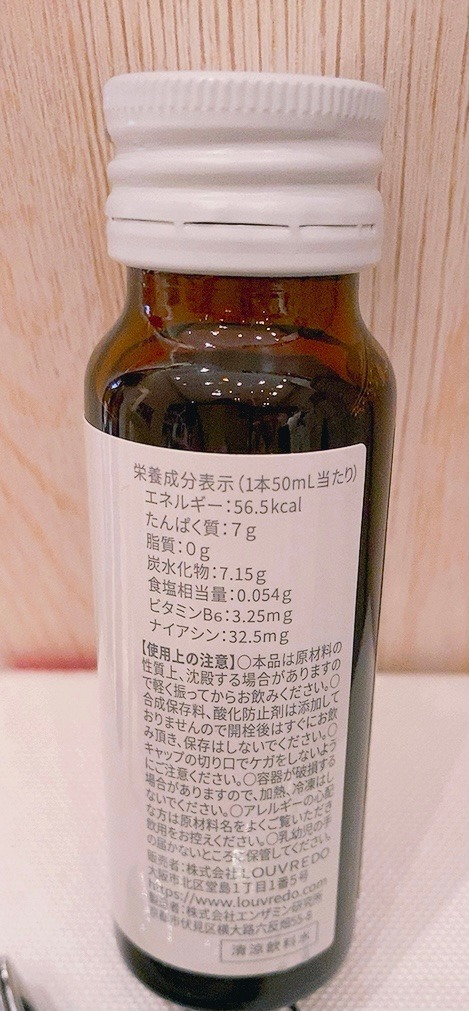 栄養成分表示（1本50mL当たり）
エネルギー：56.5kcal
たんぱく質：7g
脂質：0g
炭水化物：7.15g
食塩相当量：0.054g
ビタミンB6：3.25mg
ナイアシン：32.5mg
【使用上の注意】○本品は原材料の
性質上、沈殿する場合がありますの
で軽く振ってからお飲みください。○
合成保存料、酸化防止剤は添加して
おりませんので開栓後はすぐにお飲
み頂き、保存はしないでください。○
キャップの切り口でケガをしないよう
にご注意ください。○容器が破損する
場合がありますので、加熱、冷凍はし
ないでください。○アレルギーの心配
な方は原材料名をよくご覧いただき
飲用をお控えください。○乳幼児の手
の届かないところに保管してください。
販売者：株式会社LOUVREDO
大阪市北区堂島1丁目1番5号
https://www.louvredo.com
製造者：株式会社エンザミン研究所
京都市伏見区横大路六反畑55-8
清涼飲料水